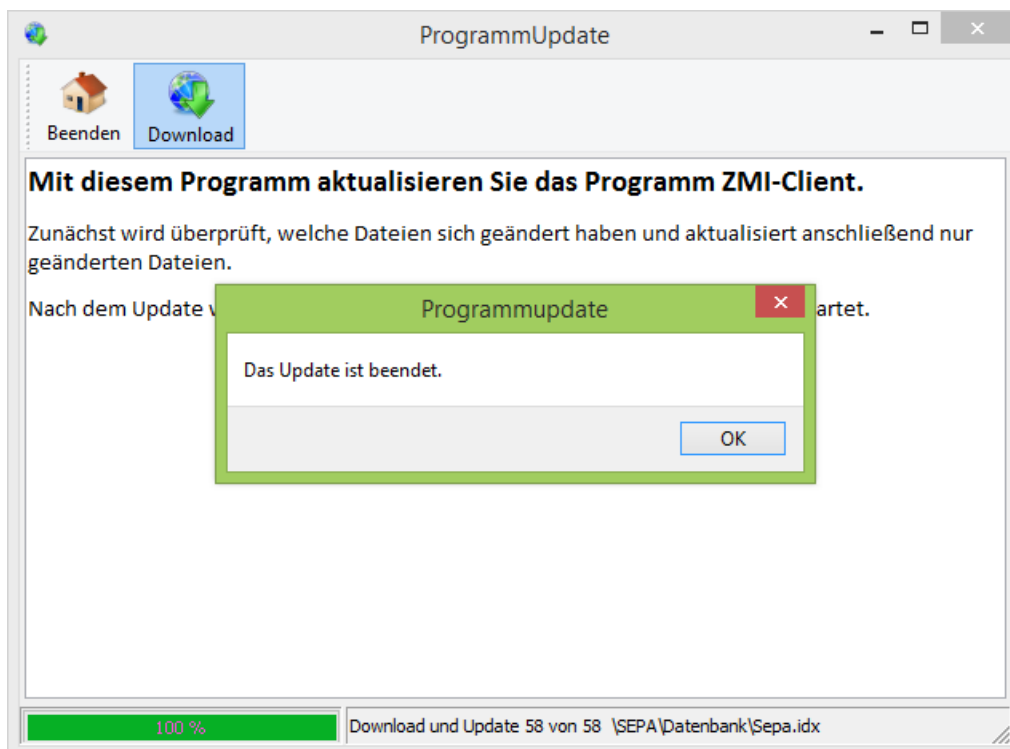 ProgrammUpdate
Beenden
Download
Mit diesem Programm aktualisieren Sie das Programm ZMI-Client.
Zunächst wird überprüft, welche Dateien sich geändert haben und aktualisiert anschließend nur
geänderten Dateien.
Nach dem Update
artet.
Programmupdate
Das Update ist beendet.
OK
100 %
Download und Update 58 von 58 \SEPA\Datenbank\Sepa.idx